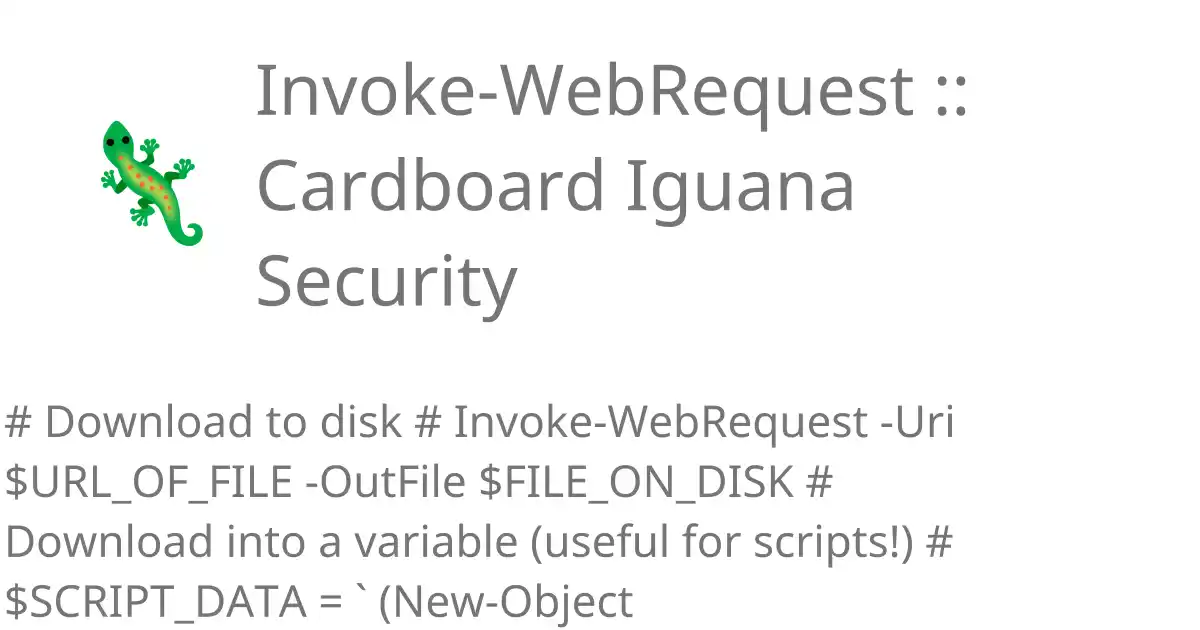 Invoke-WebRequest ::
Cardboard Iguana
Security
# Download to disk # Invoke-WebRequest -Uri
$URL_OF_FILE -OutFile $FILE_ON_DISK #
Download into a variable (useful for scripts!) #
$SCRIPT_DATA = ` (New-Object